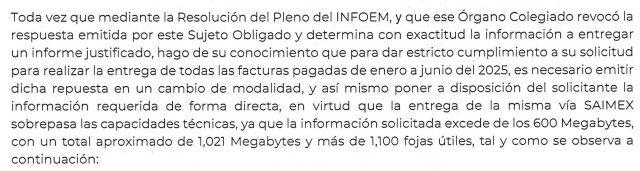 Toda vez que mediante la Resolución del Pleno del INFOEM, y que ese Órgano Colegiado revocó la
respuesta emitida por este Sujeto Obligado y determina con exactitud la información a entregar
un informe justificado, hago de su conocimiento que para dar estricto cumplimiento a su solicitud
para realizar la entrega de todas las facturas pagadas de enero a junio del 2025, es necesario emitir
dicha repuesta en un cambio de modalidad, y así mismo poner a disposición del solicitante la
información requerida de forma directa, en virtud que la entrega de la misma vía SAIMEX
sobrepasa las capacidades técnicas, ya que la información solicitada excede de los 600 Megabytes,
con un total aproximado de 1,021 Megabytes y más de 1,100 fojas útiles, tal y como se observa a
continuación: